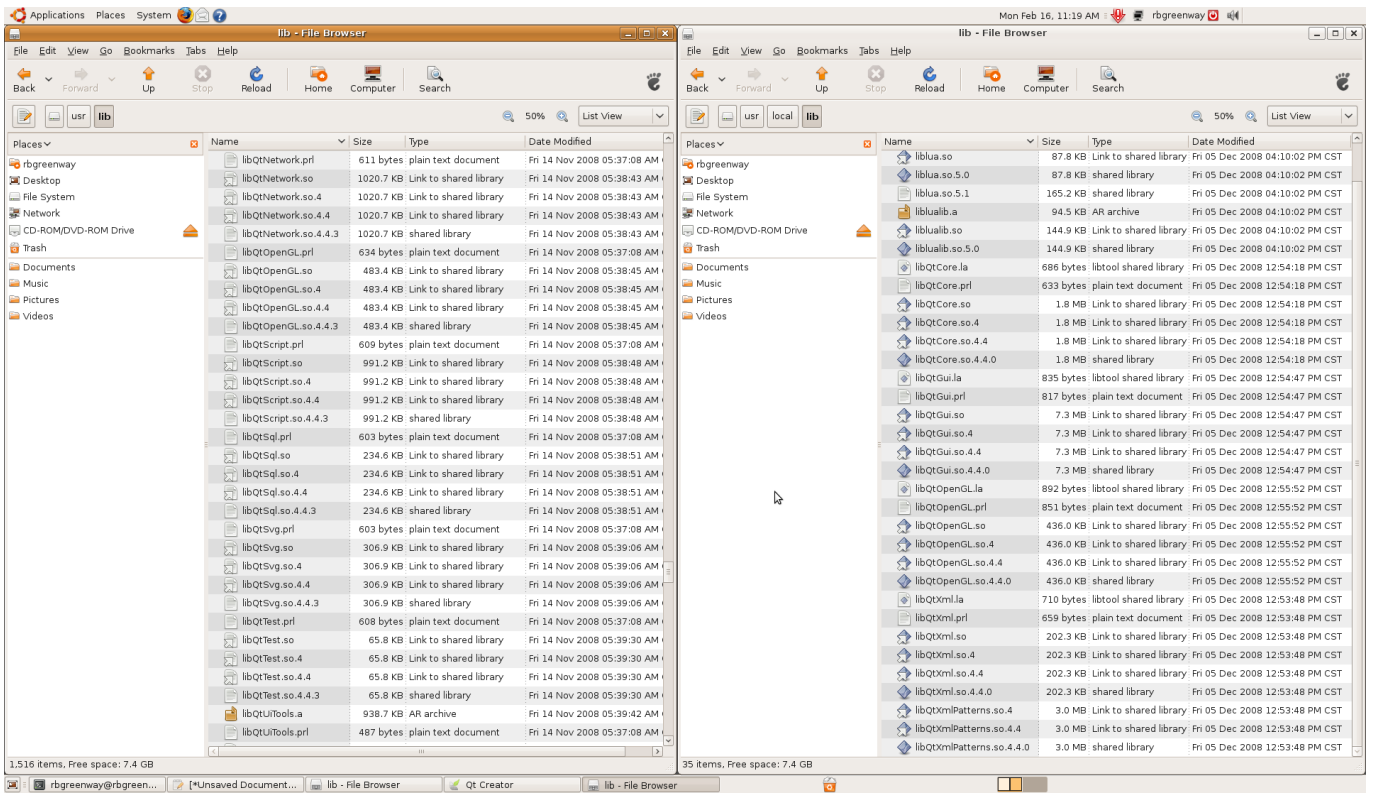 Applications Places System Mon Feb 16, 11:19 AM rbgreenway
lib - File Browser
File Edit View Go Bookmarks Tabs Help
Back Forward Up Stop Reload Home Computer Search
usr lib 50% List View
Places
rbgreenway
Desktop
File System
Network
CD-ROM/DVD-ROM Drive
Trash
Documents
Music
Pictures
Videos
Name Size Type Date Modified
libQtNetwork.prl 611 bytes plain text document Fri 14 Nov 2008 05:37:08 AM
libQtNetwork.so 1020.7 KB Link to shared library Fri 14 Nov 2008 05:38:43 AM
libQtNetwork.so.4 1020.7 KB Link to shared library Fri 14 Nov 2008 05:38:43 AM
libQtNetwork.so.4.4 1020.7 KB Link to shared library Fri 14 Nov 2008 05:38:43 AM
libQtNetwork.so.4.4.3 1020.7 KB shared library Fri 14 Nov 2008 05:38:43 AM
libQtOpenGL.prl 634 bytes plain text document Fri 14 Nov 2008 05:37:08 AM
libQtOpenGL.so 483.4 KB Link to shared library Fri 14 Nov 2008 05:38:45 AM
libQtOpenGL.so.4 483.4 KB Link to shared library Fri 14 Nov 2008 05:38:45 AM
libQtOpenGL.so.4.4 483.4 KB Link to shared library Fri 14 Nov 2008 05:38:45 AM
libQtOpenGL.so.4.4.3 483.4 KB shared library Fri 14 Nov 2008 05:38:45 AM
libQtScript.prl 609 bytes plain text document Fri 14 Nov 2008 05:37:08 AM
libQtScript.so 991.2 KB Link to shared library Fri 14 Nov 2008 05:38:48 AM
libQtScript.so.4 991.2 KB Link to shared library Fri 14 Nov 2008 05:38:48 AM
libQtScript.so.4.4 991.2 KB Link to shared library Fri 14 Nov 2008 05:38:48 AM
libQtScript.so.4.4.3 991.2 KB shared library Fri 14 Nov 2008 05:38:48 AM
libQtSql.prl 603 bytes plain text document Fri 14 Nov 2008 05:37:08 AM
libQtSql.so 234.6 KB Link to shared library Fri 14 Nov 2008 05:38:51 AM
libQtSql.so.4 234.6 KB Link to shared library Fri 14 Nov 2008 05:38:51 AM
libQtSql.so.4.4 234.6 KB Link to shared library Fri 14 Nov 2008 05:38:51 AM
libQtSql.so.4.4.3 234.6 KB shared library Fri 14 Nov 2008 05:38:51 AM
libQtSvg.prl 603 bytes plain text document Fri 14 Nov 2008 05:37:08 AM
libQtSvg.so 306.9 KB Link to shared library Fri 14 Nov 2008 05:39:06 AM
libQtSvg.so.4 306.9 KB Link to shared library Fri 14 Nov 2008 05:39:06 AM
libQtSvg.so.4.4 306.9 KB Link to shared library Fri 14 Nov 2008 05:39:06 AM
libQtSvg.so.4.4.3 306.9 KB shared library Fri 14 Nov 2008 05:39:06 AM
libQtTest.prl 608 bytes plain text document Fri 14 Nov 2008 05:37:08 AM
libQtTest.so 65.8 KB Link to shared library Fri 14 Nov 2008 05:39:30 AM
libQtTest.so.4 65.8 KB Link to shared library Fri 14 Nov 2008 05:39:30 AM
libQtTest.so.4.4 65.8 KB Link to shared library Fri 14 Nov 2008 05:39:30 AM
libQtTest.so.4.4.3 65.8 KB shared library Fri 14 Nov 2008 05:39:30 AM
libQtUiTools.a 938.7 KB AR archive Fri 14 Nov 2008 05:39:42 AM
libQtUiTools.prl 487 bytes plain text document Fri 14 Nov 2008 05:37:08 AM
1,516 items, Free space: 7.4 GB
lib - File Browser
File Edit View Go Bookmarks Tabs Help
Back Forward Up Stop Reload Home Computer Search
usr local lib 50% List View
Places
rbgreenway
Desktop
File System
Network
CD-ROM/DVD-ROM Drive
Trash
Documents
Music
Pictures
Videos
Name Size Type Date Modified
liblua.so 87.8 KB Link to shared library Fri 05 Dec 2008 04:10:02 PM CST
liblua.so.5.0 87.8 KB shared library Fri 05 Dec 2008 04:10:02 PM CST
liblua.so.5.1 165.2 KB shared library Fri 05 Dec 2008 04:10:02 PM CST
liblualib.a 94.5 KB AR archive Fri 05 Dec 2008 04:10:02 PM CST
liblualib.so 144.9 KB Link to shared library Fri 05 Dec 2008 04:10:02 PM CST
liblualib.so.5.0 144.9 KB shared library Fri 05 Dec 2008 04:10:02 PM CST
libQtCore.la 686 bytes libtool shared library Fri 05 Dec 2008 12:54:18 PM CST
libQtCore.prl 633 bytes plain text document Fri 05 Dec 2008 12:54:18 PM CST
libQtCore.so 1.8 MB Link to shared library Fri 05 Dec 2008 12:54:18 PM CST
libQtCore.so.4 1.8 MB Link to shared library Fri 05 Dec 2008 12:54:18 PM CST
libQtCore.so.4.4 1.8 MB Link to shared library Fri 05 Dec 2008 12:54:18 PM CST
libQtCore.so.4.4.0 1.8 MB shared library Fri 05 Dec 2008 12:54:18 PM CST
libQtGui.la 835 bytes libtool shared library Fri 05 Dec 2008 12:54:47 PM CST
libQtGui.prl 817 bytes plain text document Fri 05 Dec 2008 12:54:47 PM CST
libQtGui.so 7.3 MB Link to shared library Fri 05 Dec 2008 12:54:47 PM CST
libQtGui.so.4 7.3 MB Link to shared library Fri 05 Dec 2008 12:54:47 PM CST
libQtGui.so.4.4 7.3 MB Link to shared library Fri 05 Dec 2008 12:54:47 PM CST
libQtGui.so.4.4.0 7.3 MB shared library Fri 05 Dec 2008 12:54:47 PM CST
libQtOpenGL.la 892 bytes libtool shared library Fri 05 Dec 2008 12:55:52 PM CST
libQtOpenGL.prl 851 bytes plain text document Fri 05 Dec 2008 12:55:52 PM CST
libQtOpenGL.so 436.0 KB Link to shared library Fri 05 Dec 2008 12:55:52 PM CST
libQtOpenGL.so.4 436.0 KB Link to shared library Fri 05 Dec 2008 12:55:52 PM CST
libQtOpenGL.so.4.4 436.0 KB Link to shared library Fri 05 Dec 2008 12:55:52 PM CST
libQtOpenGL.so.4.4.0 436.0 KB shared library Fri 05 Dec 2008 12:55:52 PM CST
libQtXml.la 710 bytes libtool shared library Fri 05 Dec 2008 12:53:48 PM CST
libQtXml.prl 659 bytes plain text document Fri 05 Dec 2008 12:53:48 PM CST
libQtXml.so 202.3 KB Link to shared library Fri 05 Dec 2008 12:53:48 PM CST
libQtXml.so.4 202.3 KB Link to shared library Fri 05 Dec 2008 12:53:48 PM CST
libQtXml.so.4.4 202.3 KB Link to shared library Fri 05 Dec 2008 12:53:48 PM CST
libQtXml.so.4.4.0 202.3 KB shared library Fri 05 Dec 2008 12:53:48 PM CST
libQtXmlPatterns.so.4 3.0 MB Link to shared library Fri 05 Dec 2008 12:53:48 PM CST
libQtXmlPatterns.so.4.4 3.0 MB Link to shared library Fri 05 Dec 2008 12:53:48 PM CST
libQtXmlPatterns.so.4.4.0 3.0 MB shared library Fri 05 Dec 2008 12:53:48 PM CST
35 items, Free space: 7.4 GB
rbgreenway@rbgreen... [*Unsaved Document... lib - File Browser Qt Creator lib - File Browser